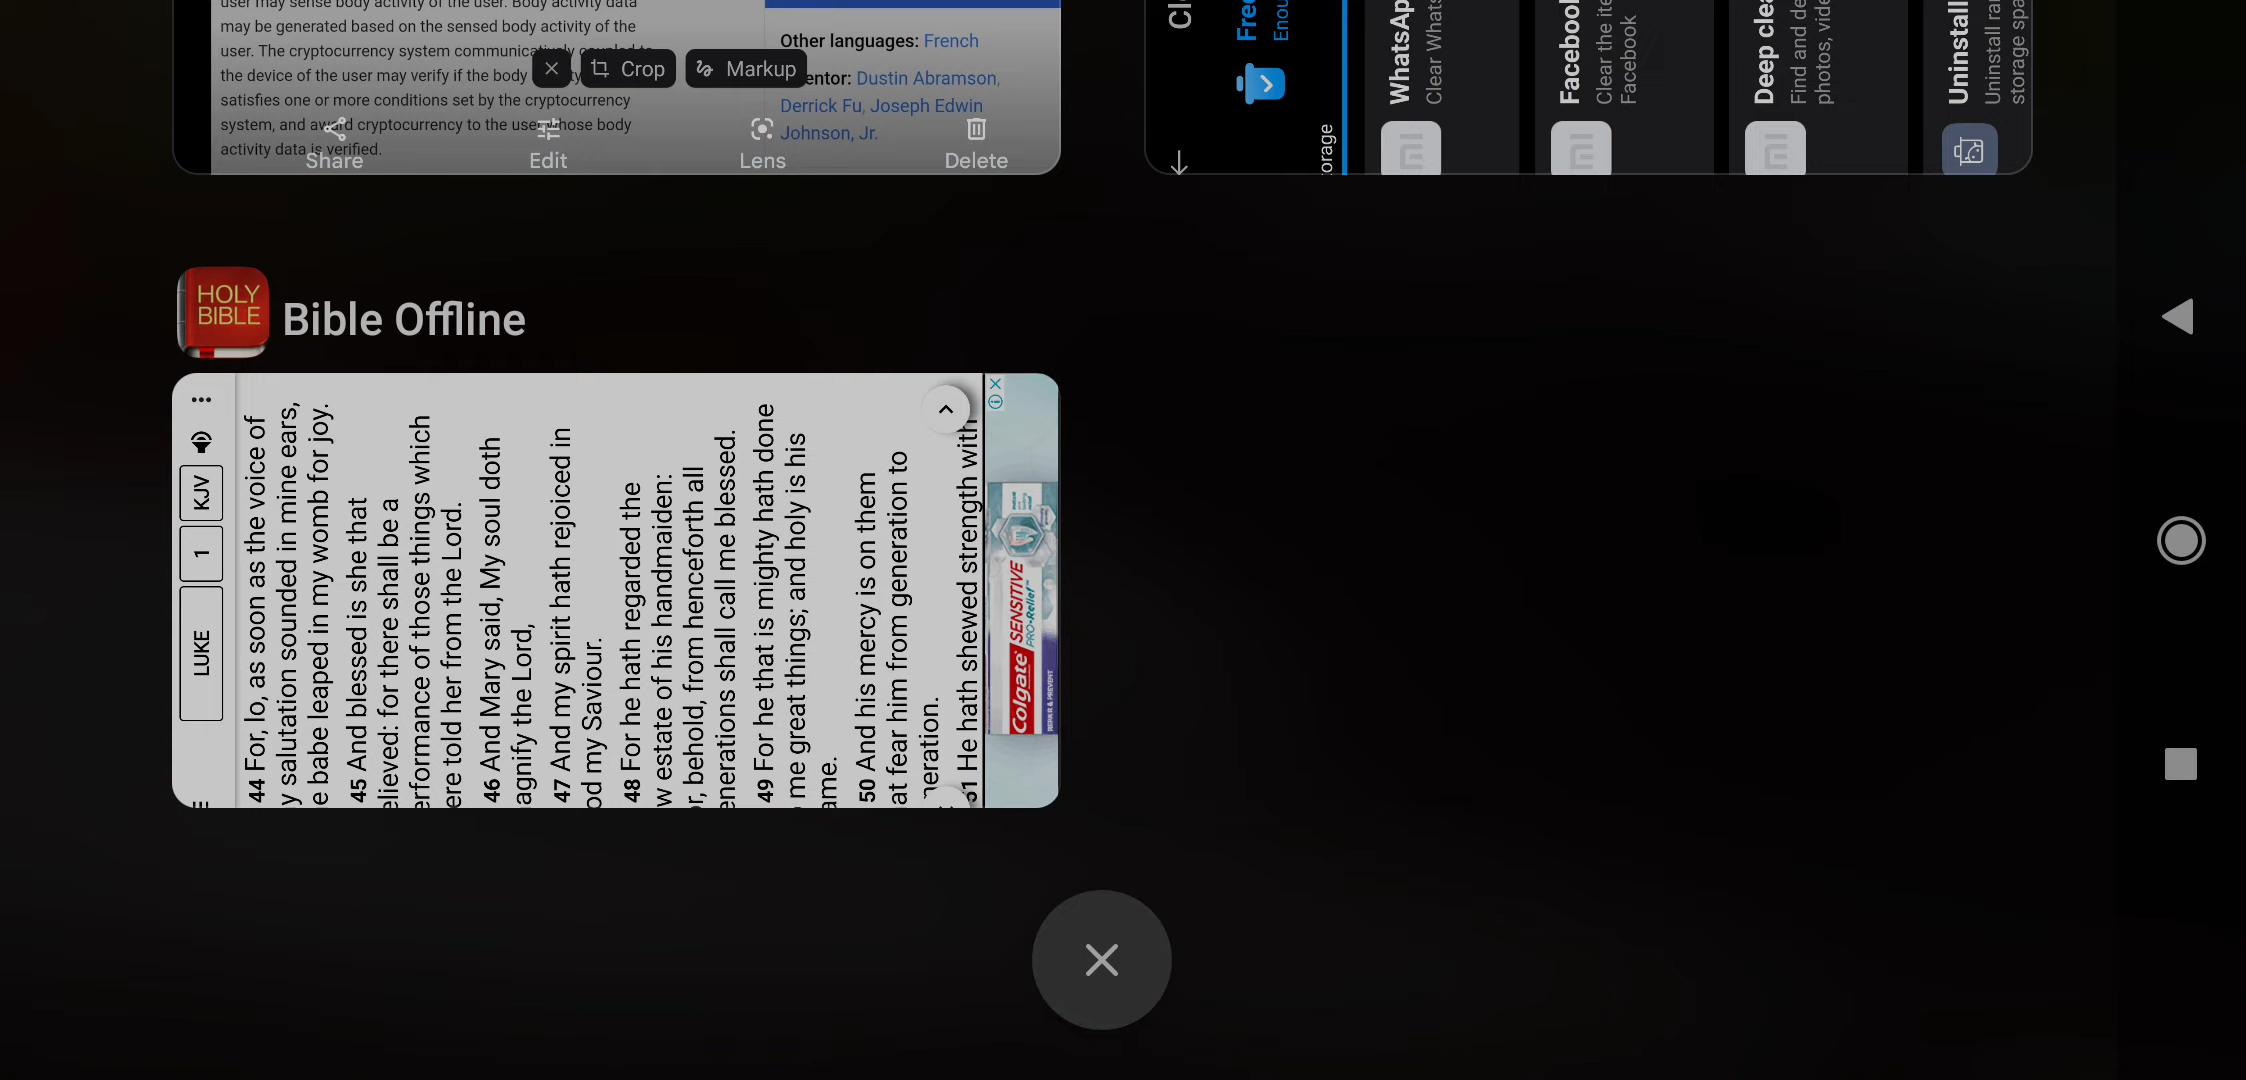 user may sense body activity of the user. Body activity data
may be generated based on the sensed body activity of the
user. The cryptocurrency system communicatively coupled to
the device of the user may verify if the body
satisfies one or more conditions set by the cryptocurrency
system, and award cryptocurrency to the user whose body
activity data is verified.
Other languages: French
entor: Dustin Abramson,
Derrick Fu, Joseph Edwin
Johnson, Jr.
Crop
Markup
Share
Edit
Lens
Delete
Cl
Free
Enou
orage
WhatsAp
Clear Whats
Facebook
Clear the ite
Facebook
Deep clea
Find and de
photos, vide
Uninstall
Uninstall rar
storage spa
HOLY
BIBLE
Bible Offline
LUKE
1
KJV
44 For, lo, as soon as the voice of
y salutation sounded in mine ears,
e babe leaped in my womb for joy.
45 And blessed is she that
elieved: for there shall be a
erformance of those things which
ere told her from the Lord.
46 And Mary said, My soul doth
agnify the Lord,
47 And my spirit hath rejoiced in
od my Saviour.
48 For he hath regarded the
w estate of his handmaiden:
r, behold, from henceforth all
enerations shall call me blessed.
49 For he that is mighty hath done
me great things; and holy is his
ame.
50 And his mercy is on them
at fear him from generation to
neration.
51 He hath shewed strength with
Colgate SENSITIVE
PRO-Relief
REPAIR & PREVENT